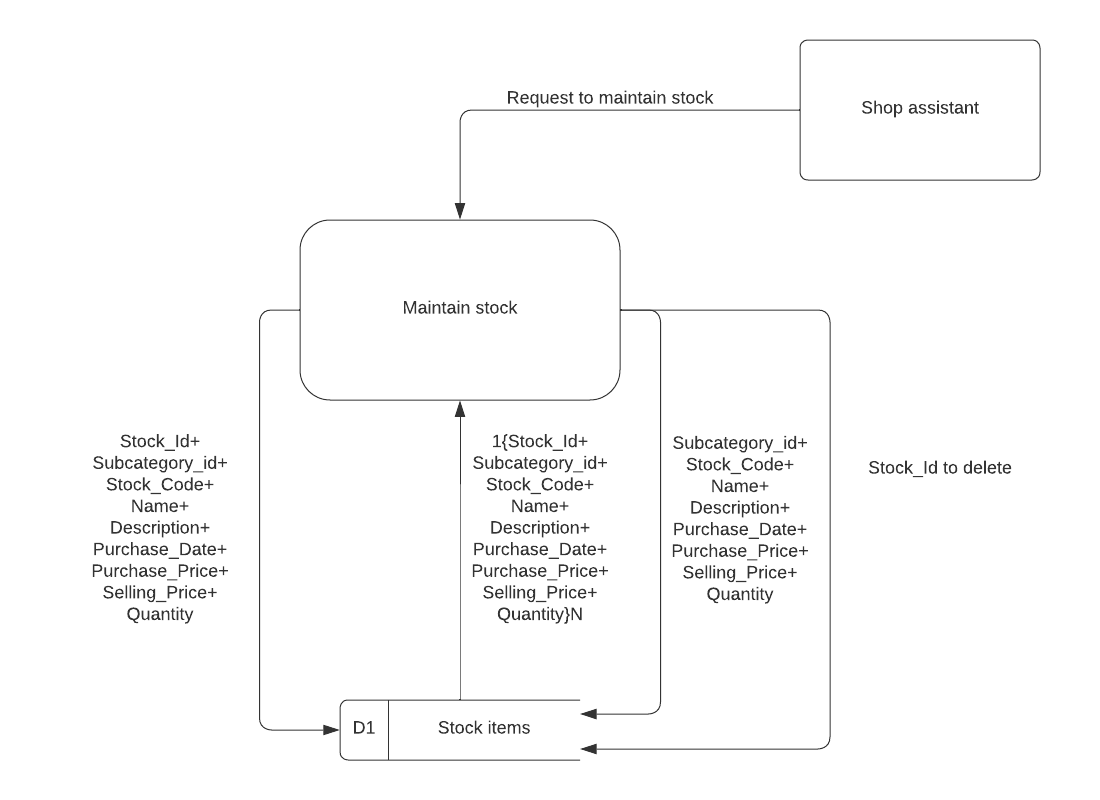 Request to maintain stock
Shop assistant
Maintain stock
Stock_Id+
Subcategory_id+
Stock_Code+
Name+
Description+
Purchase_Date+
Purchase_Price+
Selling_Price+
Quantity
1{Stock_Id+
Subcategory_id+
Stock_Code+
Name+
Description+
Purchase_Date+
Purchase_Price+
Selling_Price+
Quantity}N
Subcategory_id+
Stock_Code+
Name+
Description+
Purchase_Date+
Purchase_Price+
Selling_Price+
Quantity
Stock_Id to delete
D1
Stock items